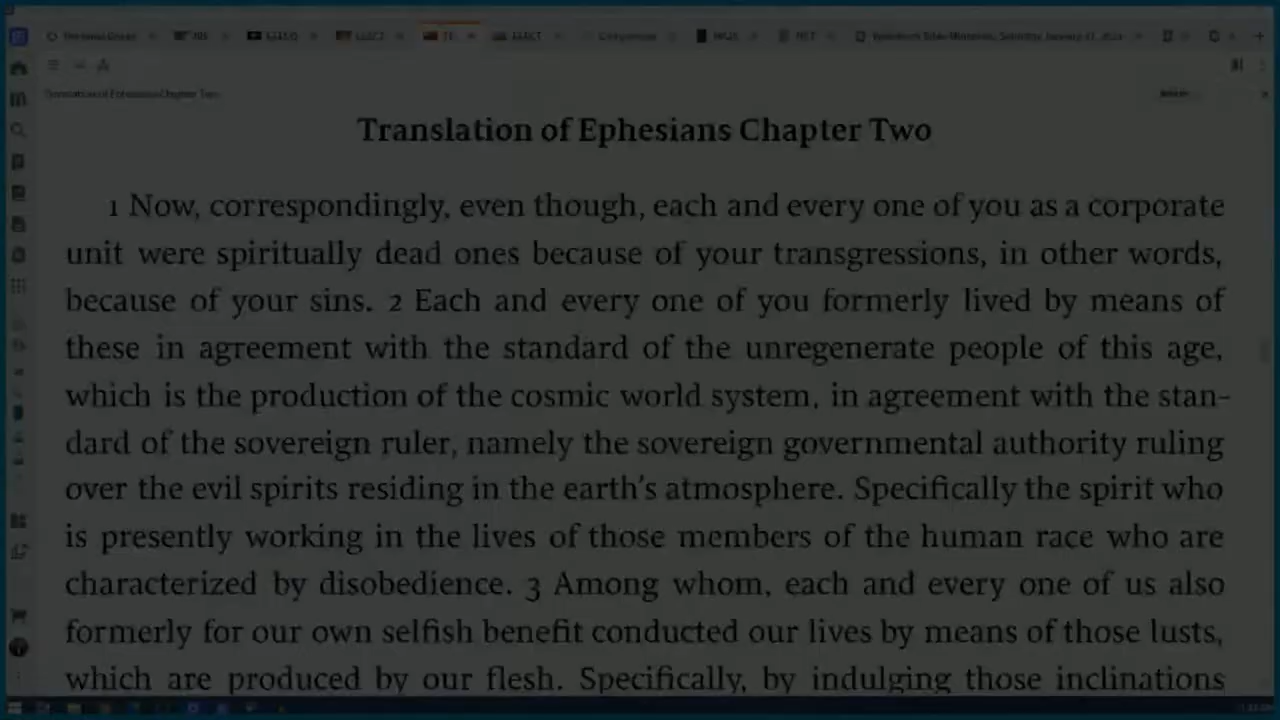 Translation of Ephesians Chapter Two
Translation of Ephesians Chapter Two
1 Now, correspondingly, even though, each and every one of you as a corporate
unit were spiritually dead ones because of your transgressions, in other words,
because of your sins. 2 Each and every one of you formerly lived by means of
these in agreement with the standard of the unregenerate people of this age,
which is the production of the cosmic world system, in agreement with the stan-
dard of the sovereign ruler, namely the sovereign governmental authority ruling
over the evil spirits residing in the earth’s atmosphere. Specifically the spirit who
is presently working in the lives of those members of the human race who are
characterized by disobedience. 3 Among whom, each and every one of us also
formerly for our own selfish benefit conducted our lives by means of those lusts,
which are produced by our flesh. Specifically, by indulging those inclinations